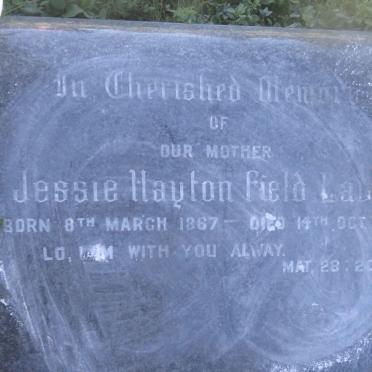 In Cherished Memor
OF
OUR MOTHER
Jessie Hayton Field
BORN 8TH MARCH 1867 — DIED 14TH OCT
LO, I AM WITH YOU ALWAY.
MAT. 28: 20